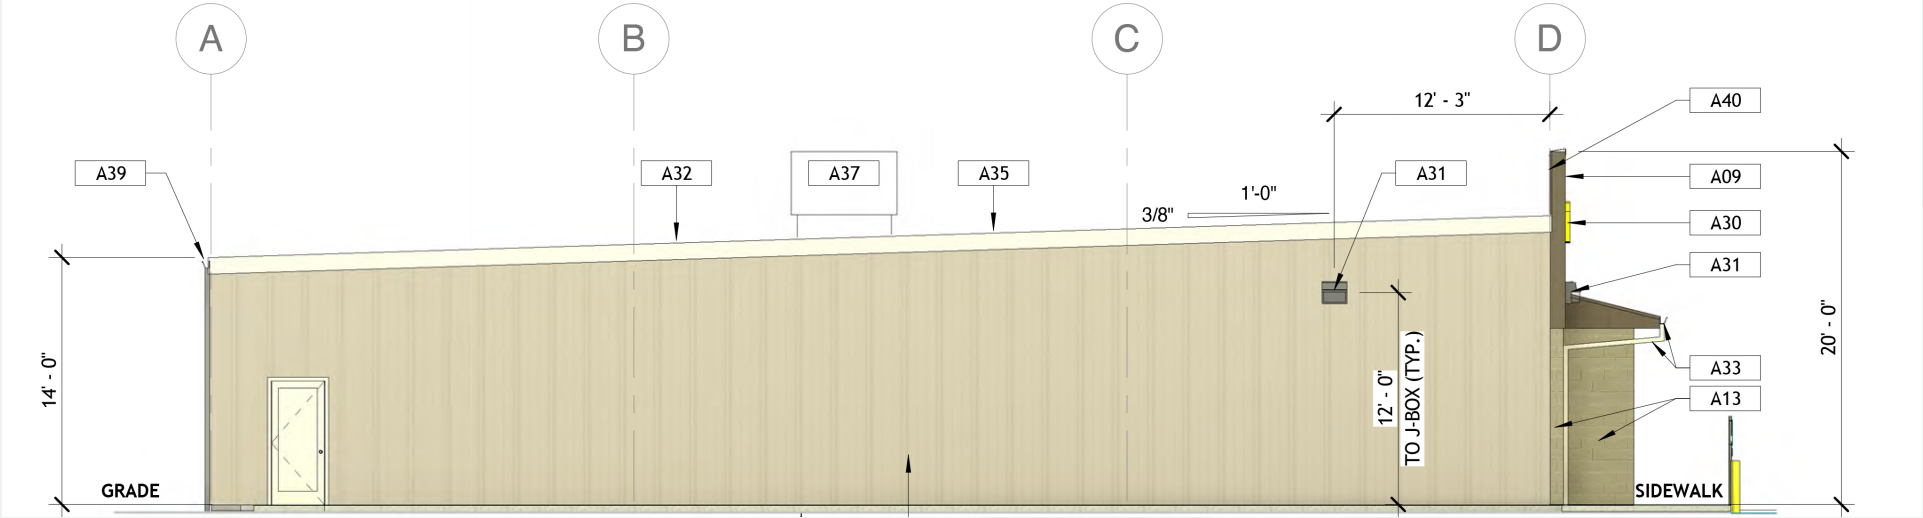 A
B
C
D
12' - 3"
A40
A39
A32
A37
A35
A31
A09
1'-0"
3/8"
A30
A31
20' - 0"
14' - 0"
12' - 0"
TO J-BOX (TYP.)
A33
A13
GRADE
SIDEWALK